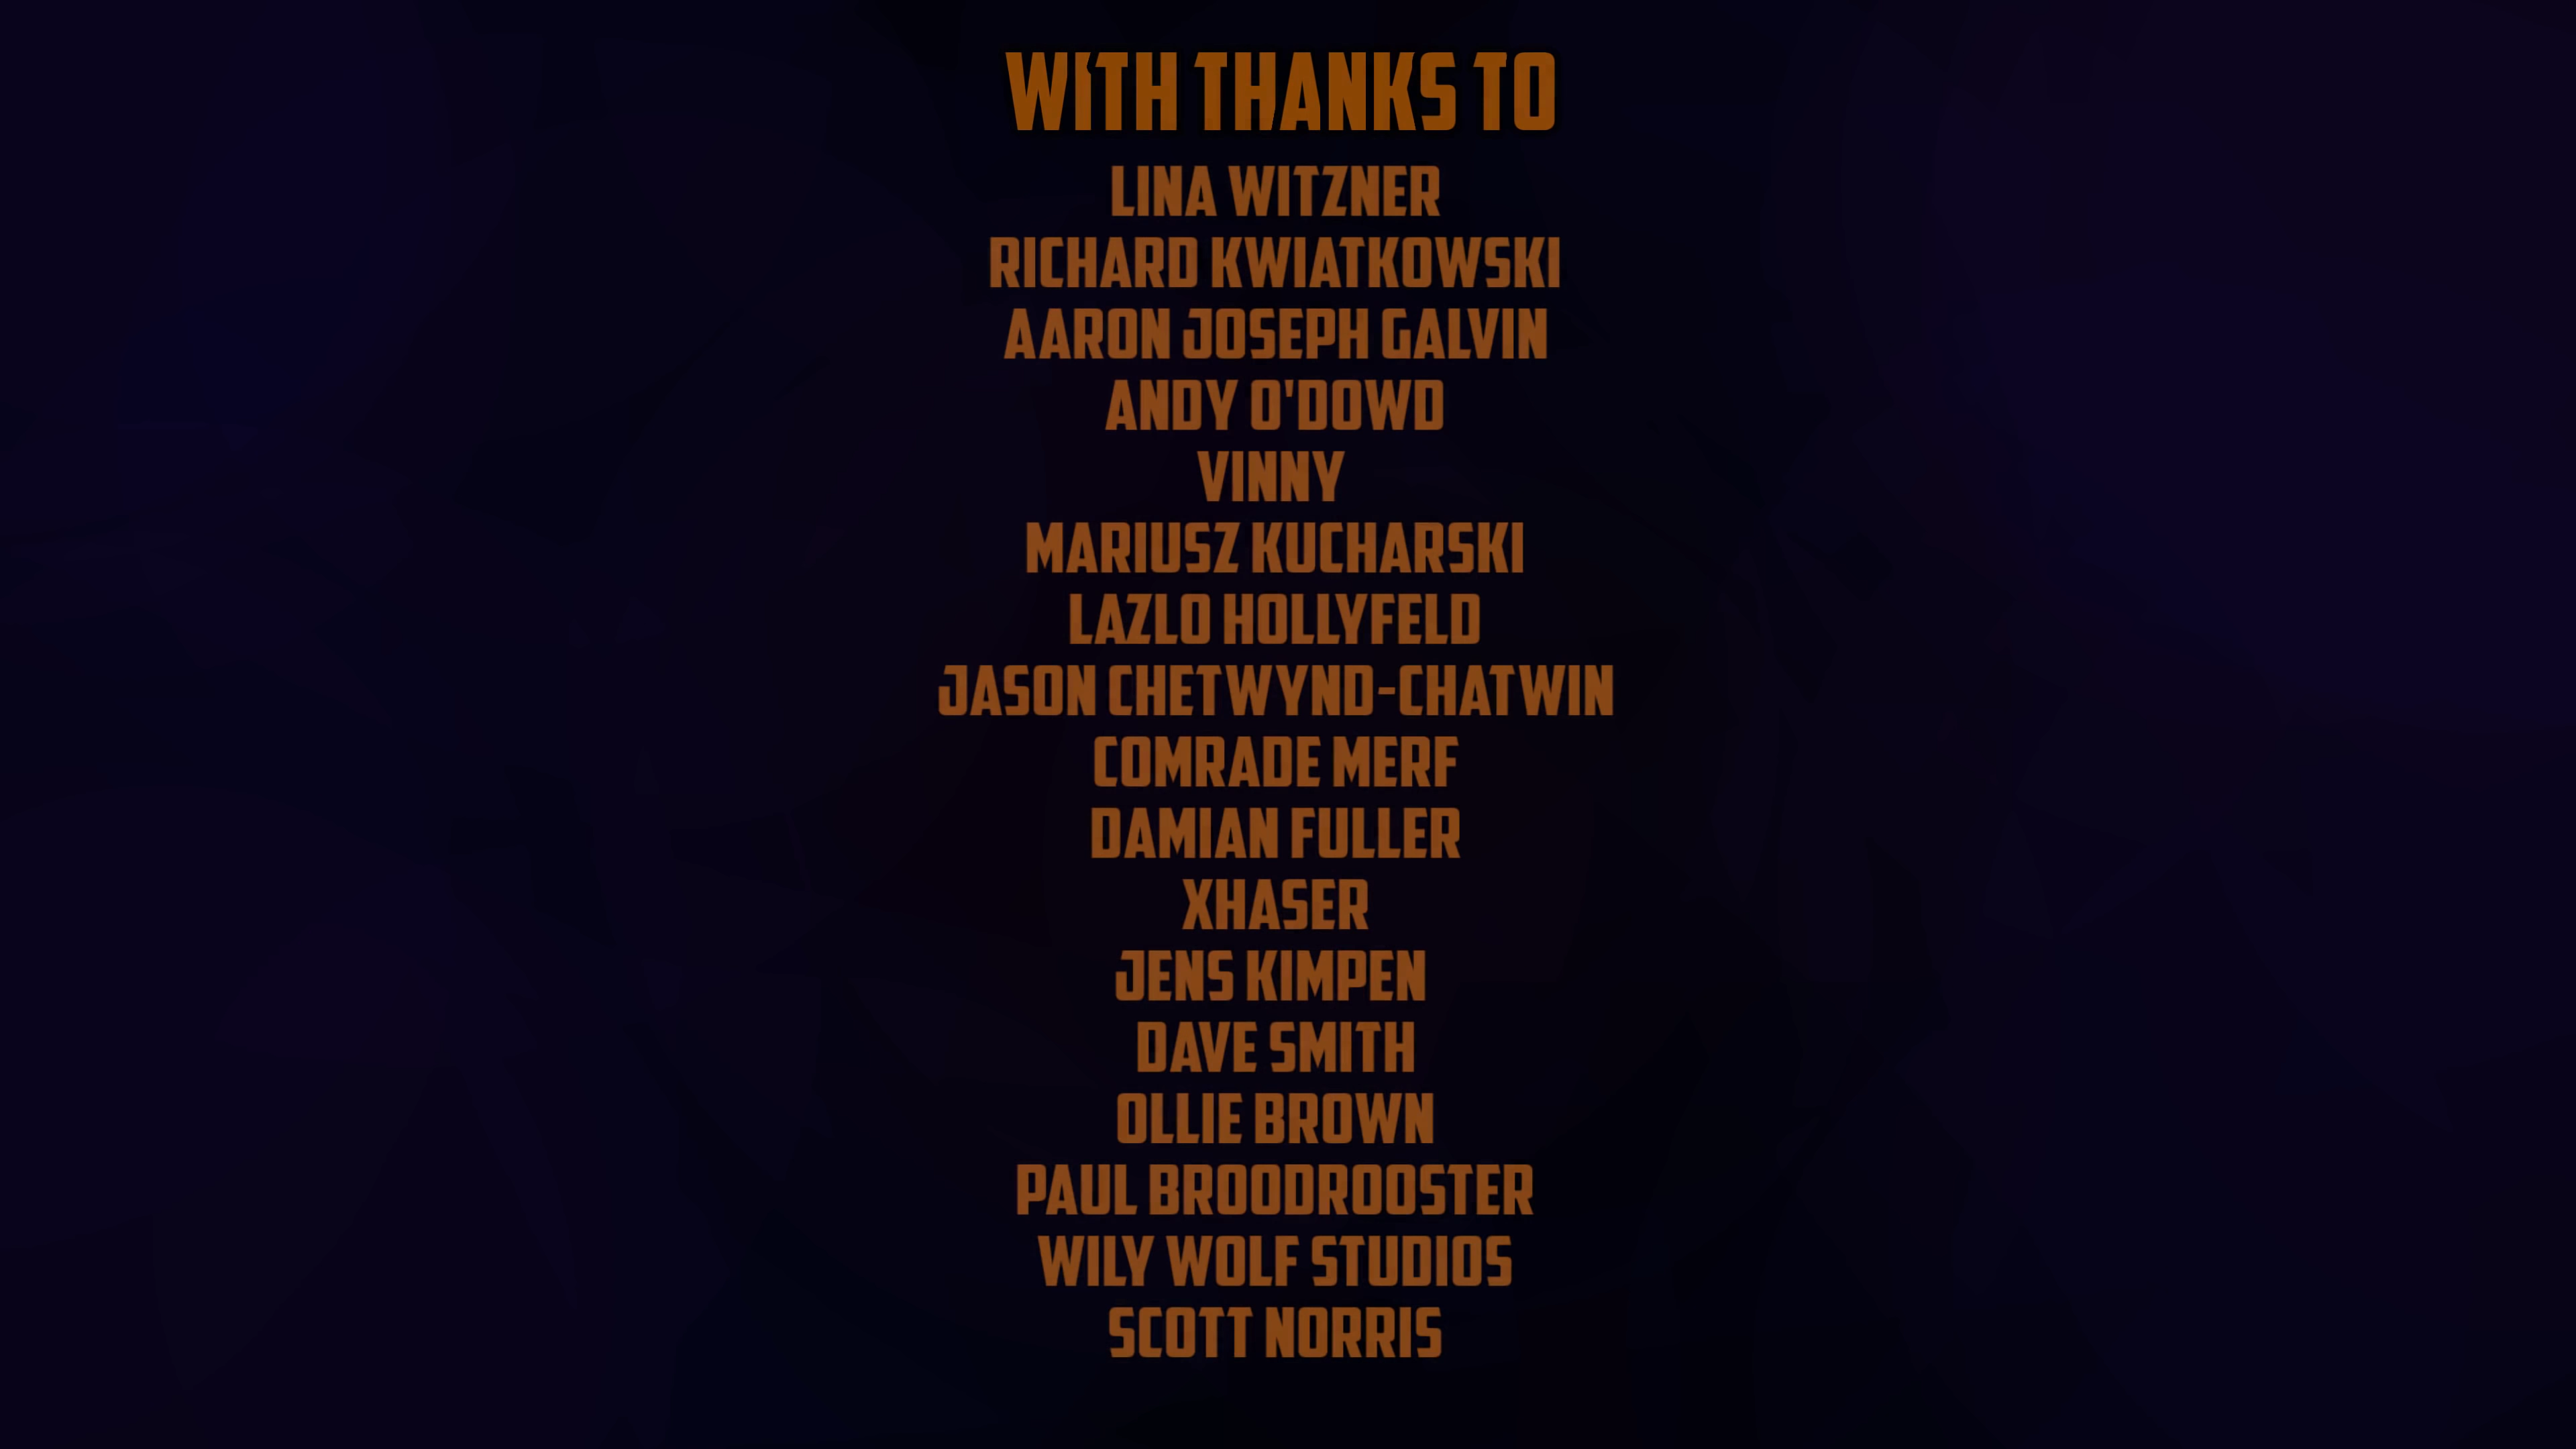 WITH THANKS TO
LINA WITZNER
RICHARD KWIATKOWSKI
AARON JOSEPH GALVIN
ANDY O'DOWD
VINNY
MARIUSZ KUCHARSKI
LAZLO HOLLYFELD
JASON CHETWYND-CHATWIN
COMRADE MERF
DAMIAN FULLER
XHASER
JENS KIMPEN
DAVE SMITH
OLLIE BROWN
PAUL BROODROOSTER
WILY WOLF STUDIOS
SCOTT NORRIS